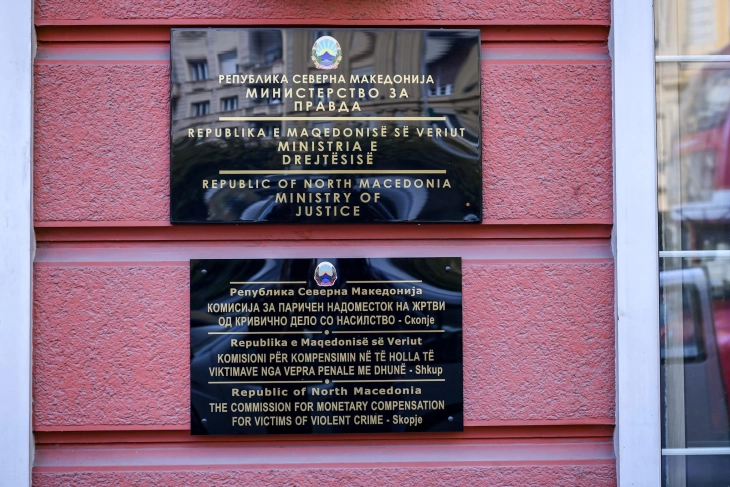 РЕПУБЛИКА СЕВЕРНА МАКЕДОНИЈА
МИНИСТЕРСТВО ЗА
ПРАВДА
REPUBLIKA E MAQEDONISË SË VERIUT
MINISTRIA E
DREJTËSISË
REPUBLIC OF NORTH MACEDONIA
MINISTRY OF
JUSTICE
Република Северна Македонија
КОМИСИЈА ЗА ПАРИЧЕН НАДОМЕСТОК НА ЖРТВИ
ОД КРИВИЧНО ДЕЛО СО НАСИЛСТВО - Скопје
Republika e Maqedonisë së Veriut
KOMISIONI PËR KOMPENSIMIN NË TË HOLLA TË
VIKTIMAVE NGA VEPRA PENALE ME DHUNË - Shkup
Republic of North Macedonia
THE COMMISSION FOR MONETARY COMPENSATION
FOR VICTIMS OF VIOLENT CRIME - Skopje